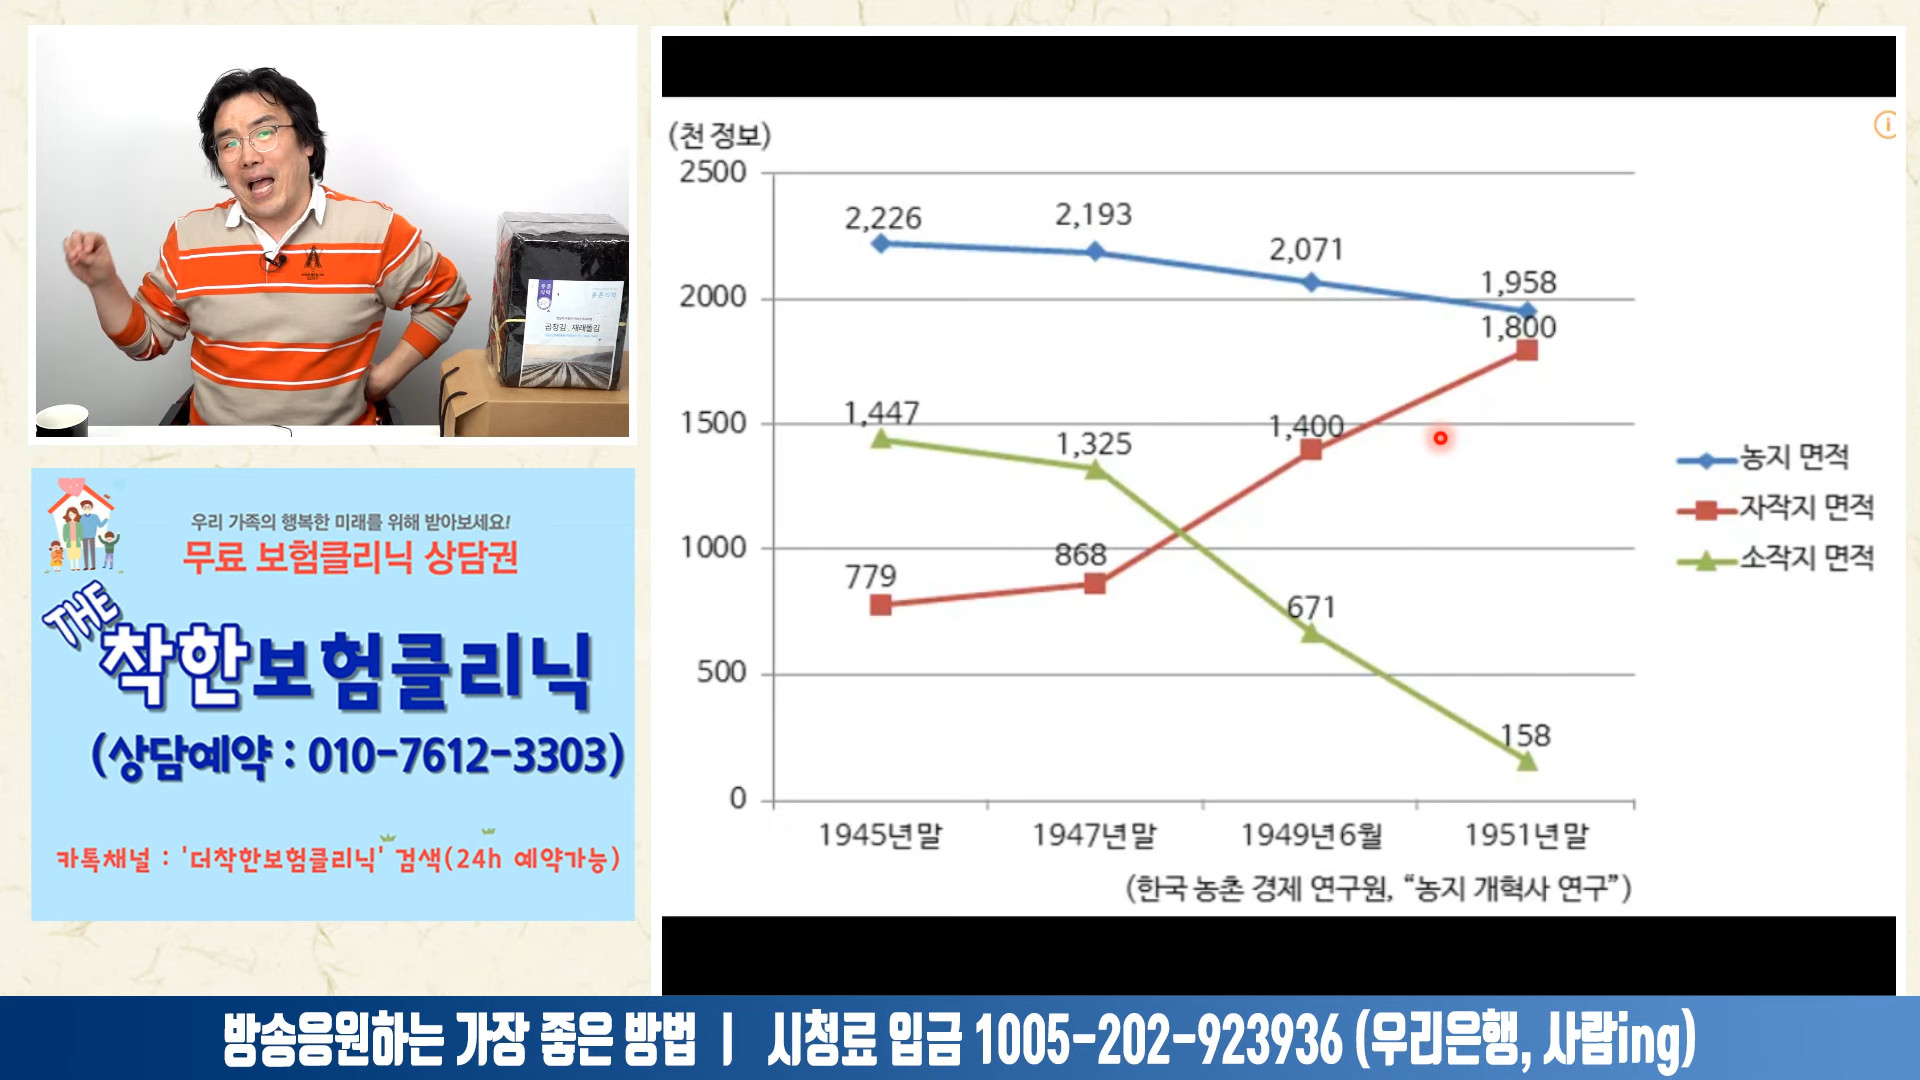 곱창김, 재래돌김
우리 가족의 행복한 미래를 위해 받아보세요!
무료 보험클리닉 상담권
THE
착한보험클리닉
(상담예약 : 010-7612-3303)
카톡채널 : '더착한보험클리닉' 검색(24h 예약가능)
(천 정보)
2500
2000
1500
1000
500
0
2,226
2,193
2,071
1,958
1,800
1,447
1,325
1,400
779
868
671
158
농지 면적
자작지 면적
소작지 면적
1945년말
1947년말
1949년6월
1951년말
(한국 농촌 경제 연구원, “농지 개혁사 연구”)
방송응원하는 가장 좋은 방법 ㅣ 시청료 입금 1005-202-923936 (우리은행, 사람ing)